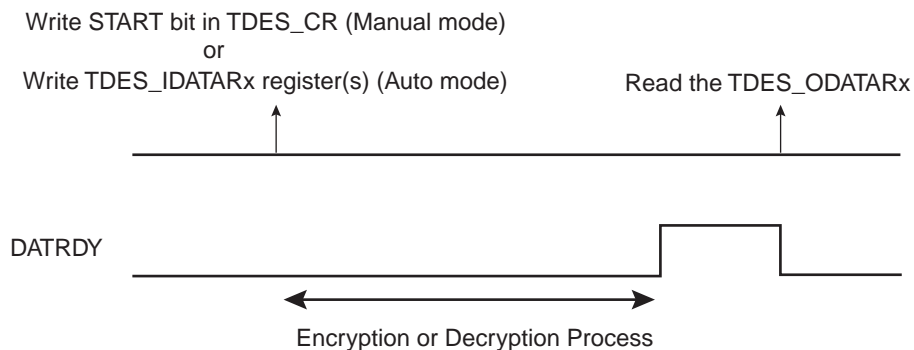 Write START bit in TDES_CR (Manual mode)
or
Write TDES_IDATARx register(s) (Auto mode)
Read the TDES_ODATARx
DATRDY
Encryption or Decryption Process